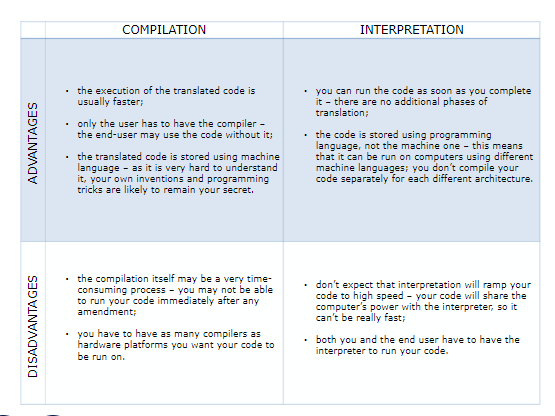 COMPILATION
INTERPRETATION
ADVANTAGES
• the execution of the translated code is
usually faster;
• only the user has to have the compiler –
the end-user may use the code without it;
• the translated code is stored using machine
language – as it is very hard to understand
it, your own inventions and programming
tricks are likely to remain your secret.
• you can run the code as soon as you complete
it – there are no additional phases of
translation;
• the code is stored using programming
language, not the machine one – this means
that it can be run on computers using different
machine languages; you don't compile your
code separately for each different architecture.
DISADVANTAGES
• the compilation itself may be a very time-
consuming process – you may not be able
to run your code immediately after any
amendment;
• you have to have as many compilers as
hardware platforms you want your code to
be run on.
• don't expect that interpretation will ramp your
code to high speed – your code will share the
computer's power with the interpreter, so it
can't be really fast;
• both you and the end user have to have the
interpreter to run your code.